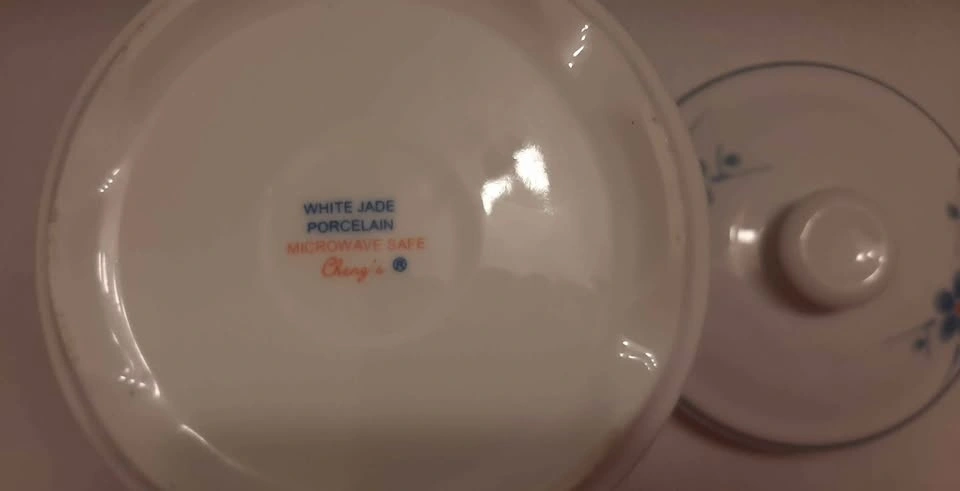 WHITE JADE
PORCELAIN
MICROWAVE SAFE
Cheng's ®